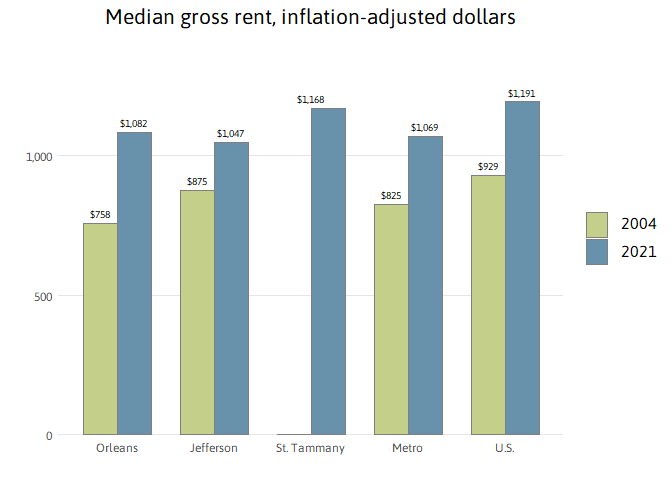 Median gross rent, inflation-adjusted dollars
$1,191
$1,168
$1,082
$1,047
$1,069
$929
$875
$825
$758
1,000
500
0
Orleans
Jefferson
St. Tammany
Metro
U.S.
2004
2021